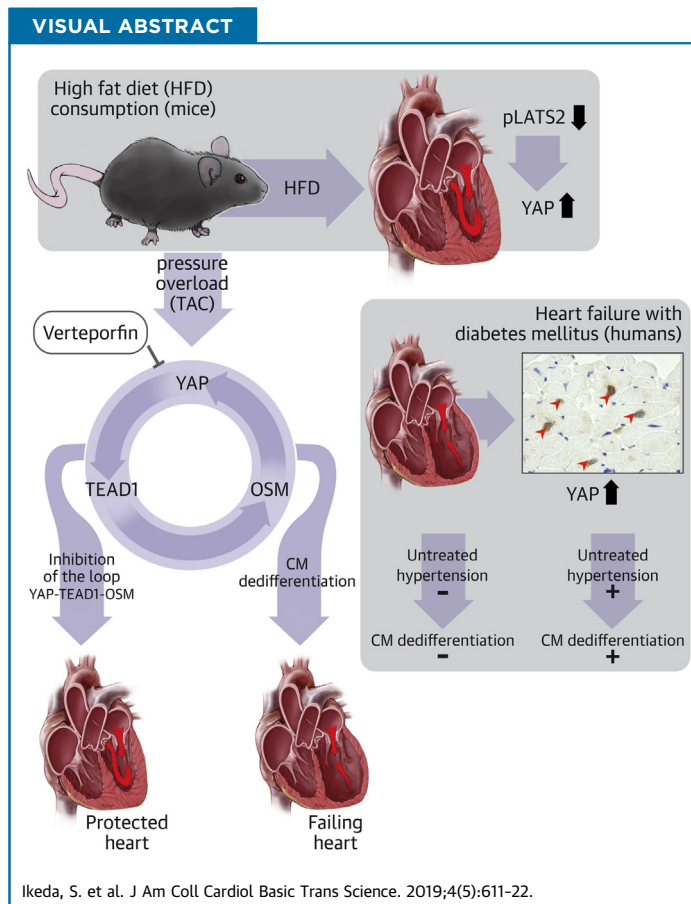 VISUAL ABSTRACT
High fat diet (HFD)
consumption (mice)
HFD
pLATS2
YAP
pressure
overload
(TAC)
Verteporfin
YAP
TEAD1
OSM
Inhibition
of the loop
YAP-TEAD1-OSM
CM
dedifferentiation
Protected
heart
Failing
heart
Heart failure with
diabetes mellitus (humans)
YAP
Untreated
hypertension
-
CM dedifferentiation
-
Untreated
hypertension
+
CM dedifferentiation
+
Ikeda, S. et al. J Am Coll Cardiol Basic Trans Science. 2019;4(5):611–22.